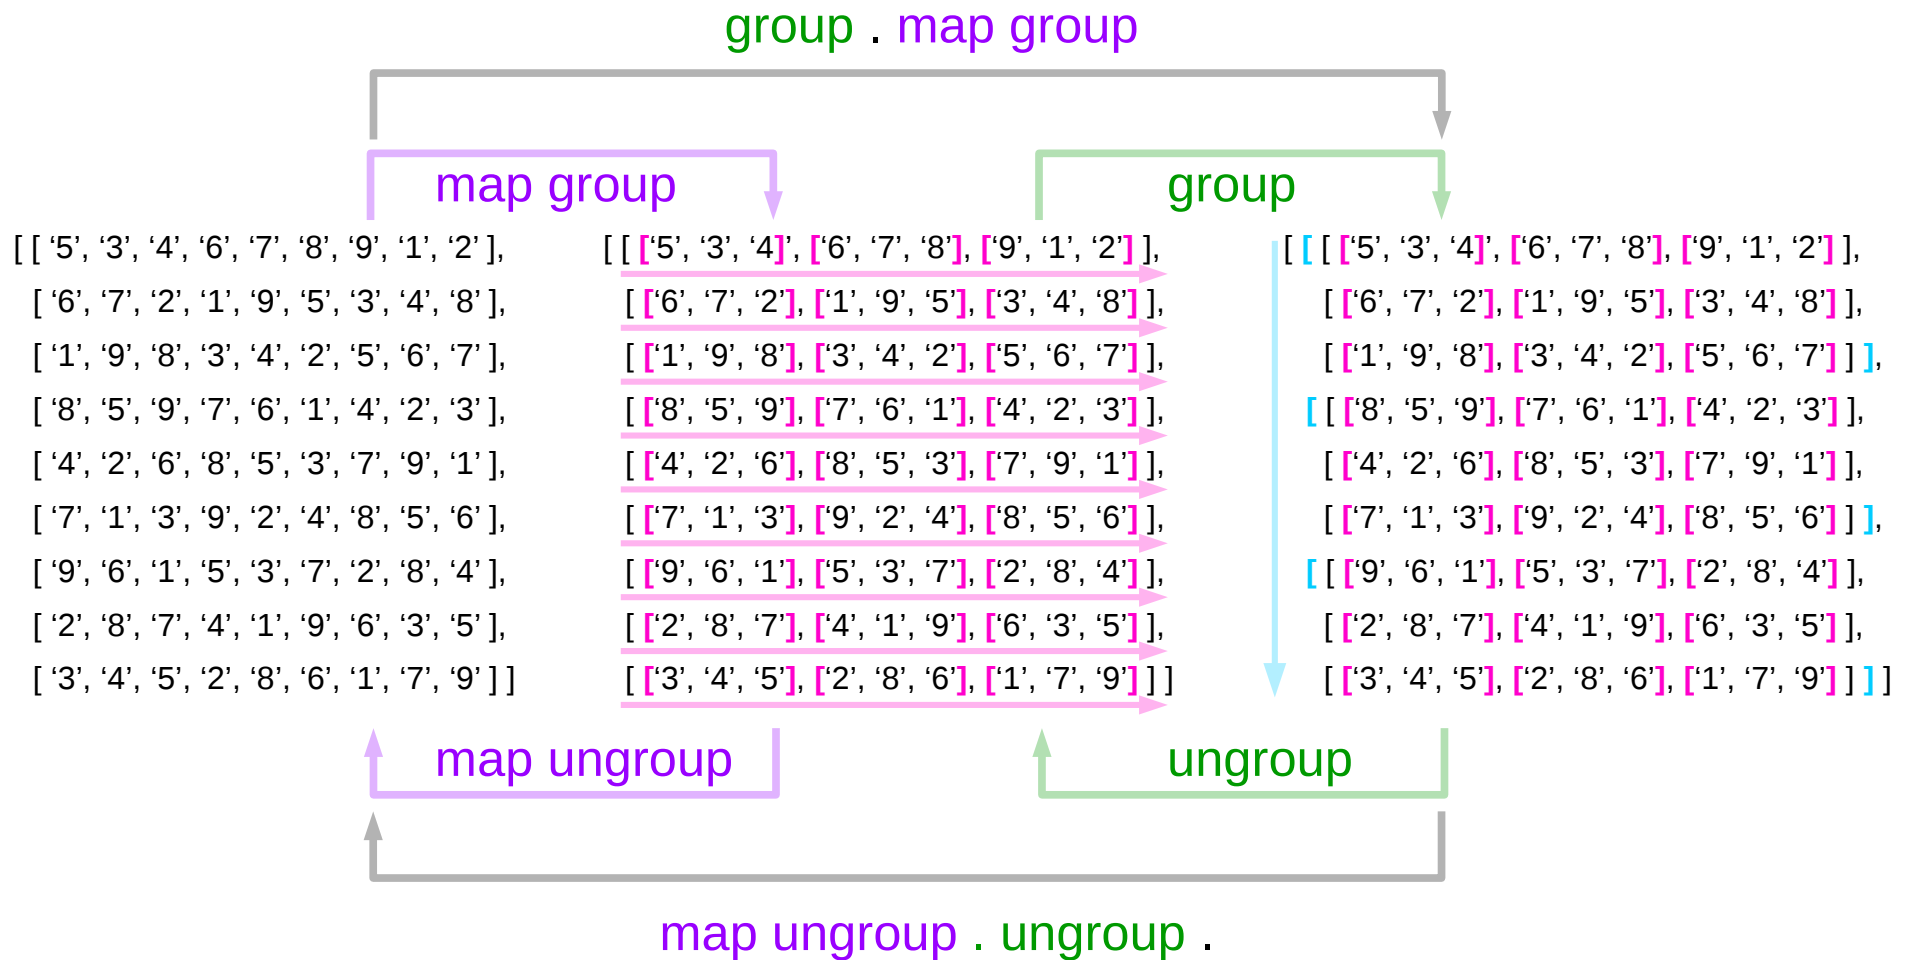 group . map group
map group
group
[ [ ‘5’, ‘3’, ‘4’, ‘6’, ‘7’, ‘8’, ‘9’, ‘1’, ‘2’ ],
[ ‘6’, ‘7’, ‘2’, ‘1’, ‘9’, ‘5’, ‘3’, ‘4’, ‘8’ ],
[ ‘1’, ‘9’, ‘8’, ‘3’, ‘4’, ‘2’, ‘5’, ‘6’, ‘7’ ],
[ ‘8’, ‘5’, ‘9’, ‘7’, ‘6’, ‘1’, ‘4’, ‘2’, ‘3’ ],
[ ‘4’, ‘2’, ‘6’, ‘8’, ‘5’, ‘3’, ‘7’, ‘9’, ‘1’ ],
[ ‘7’, ‘1’, ‘3’, ‘9’, ‘2’, ‘4’, ‘8’, ‘5’, ‘6’ ],
[ ‘9’, ‘6’, ‘1’, ‘5’, ‘3’, ‘7’, ‘2’, ‘8’, ‘4’ ],
[ ‘2’, ‘8’, ‘7’, ‘4’, ‘1’, ‘9’, ‘6’, ‘3’, ‘5’ ],
[ ‘3’, ‘4’, ‘5’, ‘2’, ‘8’, ‘6’, ‘1’, ‘7’, ‘9’ ] ]
[ [ [‘5’, ‘3’, ‘4]’, [‘6’, ‘7’, ‘8’], [‘9’, ‘1’, ‘2’] ],
[ [‘6’, ‘7’, ‘2’], [‘1’, ‘9’, ‘5’], [‘3’, ‘4’, ‘8’] ],
[ [‘1’, ‘9’, ‘8’], [‘3’, ‘4’, ‘2’], [‘5’, ‘6’, ‘7’] ],
[ [‘8’, ‘5’, ‘9’], [‘7’, ‘6’, ‘1’], [‘4’, ‘2’, ‘3’] ],
[ [‘4’, ‘2’, ‘6’], [‘8’, ‘5’, ‘3’], [‘7’, ‘9’, ‘1’] ],
[ [‘7’, ‘1’, ‘3’], [‘9’, ‘2’, ‘4’], [‘8’, ‘5’, ‘6’] ],
[ [‘9’, ‘6’, ‘1’], [‘5’, ‘3’, ‘7’], [‘2’, ‘8’, ‘4’] ],
[ [‘2’, ‘8’, ‘7’], [‘4’, ‘1’, ‘9’], [‘6’, ‘3’, ‘5’] ],
[ [‘3’, ‘4’, ‘5’], [‘2’, ‘8’, ‘6’], [‘1’, ‘7’, ‘9’] ] ]
[ [ [ [‘5’, ‘3’, ‘4]’, [‘6’, ‘7’, ‘8’], [‘9’, ‘1’, ‘2’] ],
[ [‘6’, ‘7’, ‘2’], [‘1’, ‘9’, ‘5’], [‘3’, ‘4’, ‘8’] ],
[ [‘1’, ‘9’, ‘8’], [‘3’, ‘4’, ‘2’], [‘5’, ‘6’, ‘7’] ] ],
[ [ [‘8’, ‘5’, ‘9’], [‘7’, ‘6’, ‘1’], [‘4’, ‘2’, ‘3’] ],
[ [‘4’, ‘2’, ‘6’], [‘8’, ‘5’, ‘3’], [‘7’, ‘9’, ‘1’] ],
[ [‘7’, ‘1’, ‘3’], [‘9’, ‘2’, ‘4’], [‘8’, ‘5’, ‘6’] ] ],
[ [ [‘9’, ‘6’, ‘1’], [‘5’, ‘3’, ‘7’], [‘2’, ‘8’, ‘4’] ],
[ [‘2’, ‘8’, ‘7’], [‘4’, ‘1’, ‘9’], [‘6’, ‘3’, ‘5’] ],
[ [‘3’, ‘4’, ‘5’], [‘2’, ‘8’, ‘6’], [‘1’, ‘7’, ‘9’] ] ] ]
map ungroup
ungroup
map ungroup . ungroup .